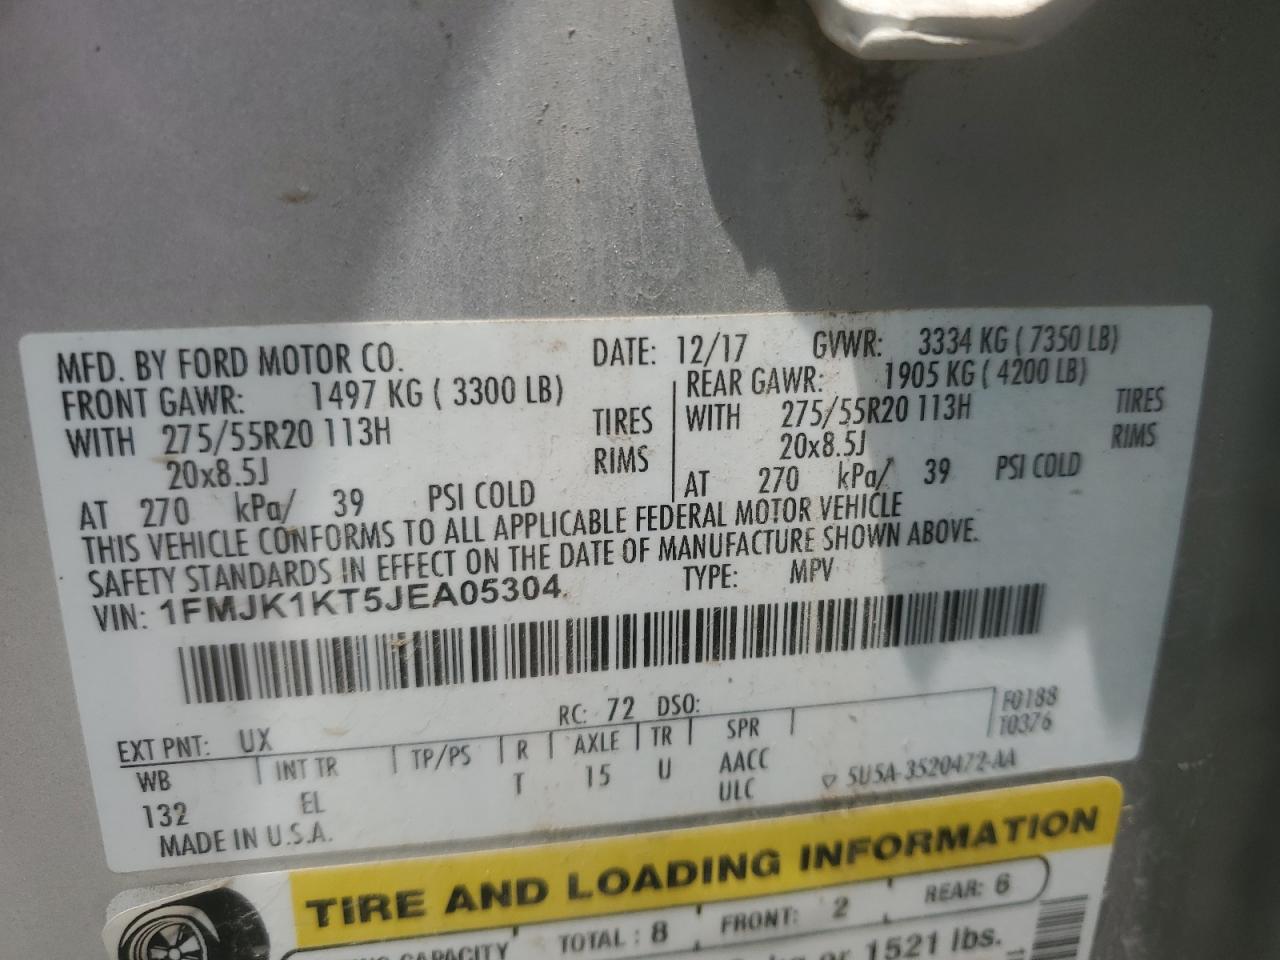 MFD. BY FORD MOTOR CO. DATE: 12/17 GVWR: 3334 KG ( 7350 LB)
FRONT GAWR: 1497 KG ( 3300 LB) REAR GAWR: 1905 KG ( 4200 LB)
WITH 275/55R20 113H TIRES WITH 275/55R20 113H TIRES
20x8.5J RIMS 20x8.5J RIMS
AT 270 kPa/ 39 PSI COLD AT 270 kPa/ 39 PSI COLD
THIS VEHICLE CONFORMS TO ALL APPLICABLE FEDERAL MOTOR VEHICLE
SAFETY STANDARDS IN EFFECT ON THE DATE OF MANUFACTURE SHOWN ABOVE.
VIN: 1FMJK1KT5JEA05304 TYPE: MPV
RC: 72 DSO: F0188
EXT PNT: UX T0376
WB INT TR TP/PS R AXLE TR SPR
132 EL T 15 U AACC
ULC 5U5A-3520472-AA
MADE IN U.S.A.
TIRE AND LOADING INFORMATION
CAPACITY TOTAL : 8 FRONT: 2 REAR: 6
or 1521 lbs.